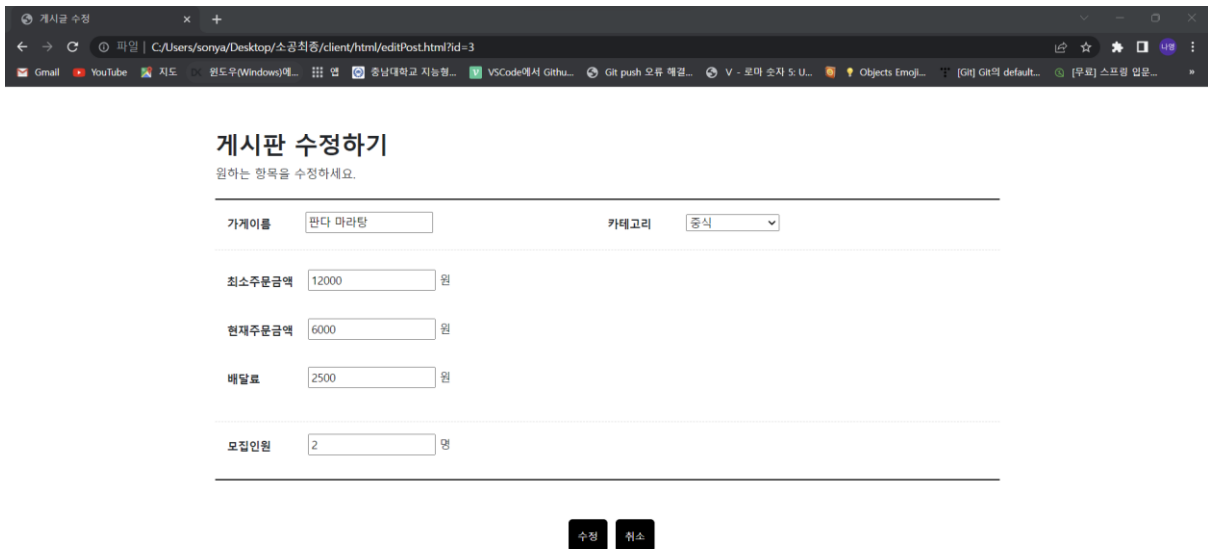 게시글 수정
파일 | C:/Users/sonya/Desktop/소공최종/client/html/editPost.html?id=3
나영
Gmail YouTube 지도 윈도우(Windows)에... 앱 충남대학교 지능형... VSCode에서 Githu... Git push 오류 해결... V - 로마 숫자 5: U... Objects Emoji... [Git] Git의 default... [무료] 스프링 입문...
게시판 수정하기
원하는 항목을 수정하세요.
가게이름 판다 마라탕 카테고리 중식
최소주문금액 12000 원
현재주문금액 6000 원
배달료 2500 원
모집인원 2 명
수정 취소